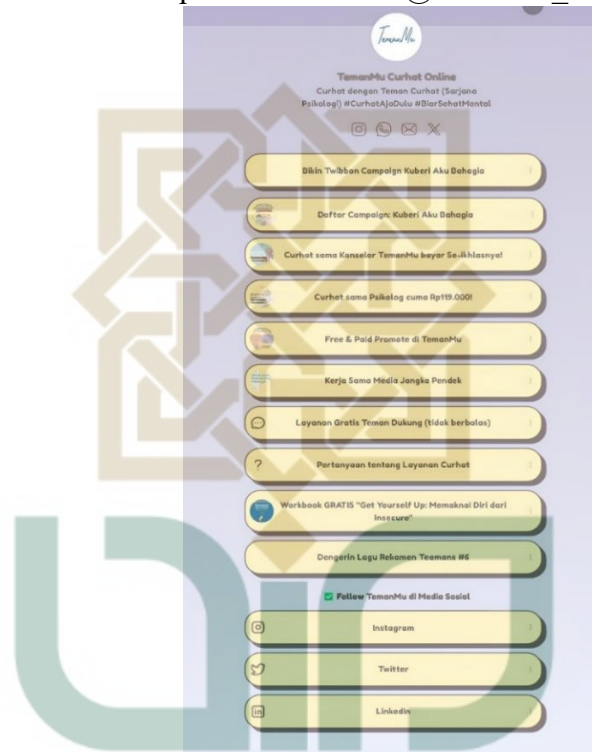 TemanMu
TemanMu Curhat Online
Curhat dengan Teman Curhat (Sarjana
Psikologi) #CurhatAjaDulu #BiarSehatMental
Bikin Twibbon Campaign Kuberi Aku Bahagia
Daftar Campaign: Kuberi Aku Bahagia
Curhat sama Konselor TemanMu bayar Se-ikhlasnya!
Curhat sama Psikolog cuma Rp119.000!
Free & Paid Promote di TemanMu
Kerja Sama Media Jangka Pendek
Layanan Gratis Teman Dukung (tidak berbalas)
Pertanyaan tentang Layanan Curhat
Workbook GRATIS "Get Yourself Up: Memaknai Diri dari
Insecure"
Dengerin Lagu Rekomen Teemans #6
Follow TemanMu di Media Sosial
Instagram
Twitter
Linkedin